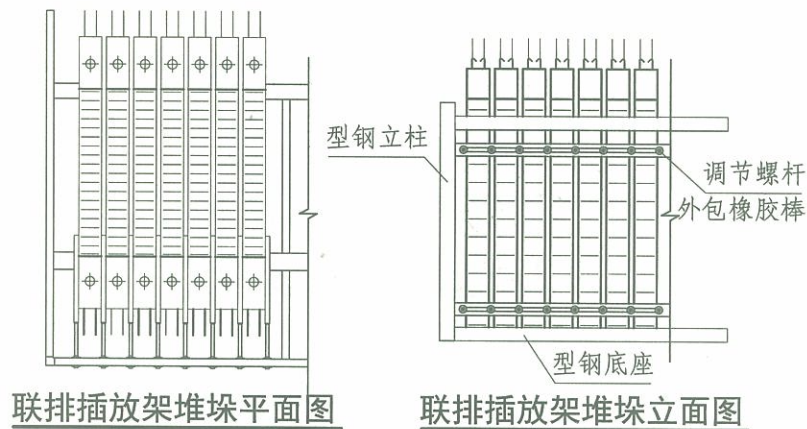 型钢立柱
调节螺杆
外包橡胶棒
型钢底座
联排插放架堆垛平面图
联排插放架堆垛立面图